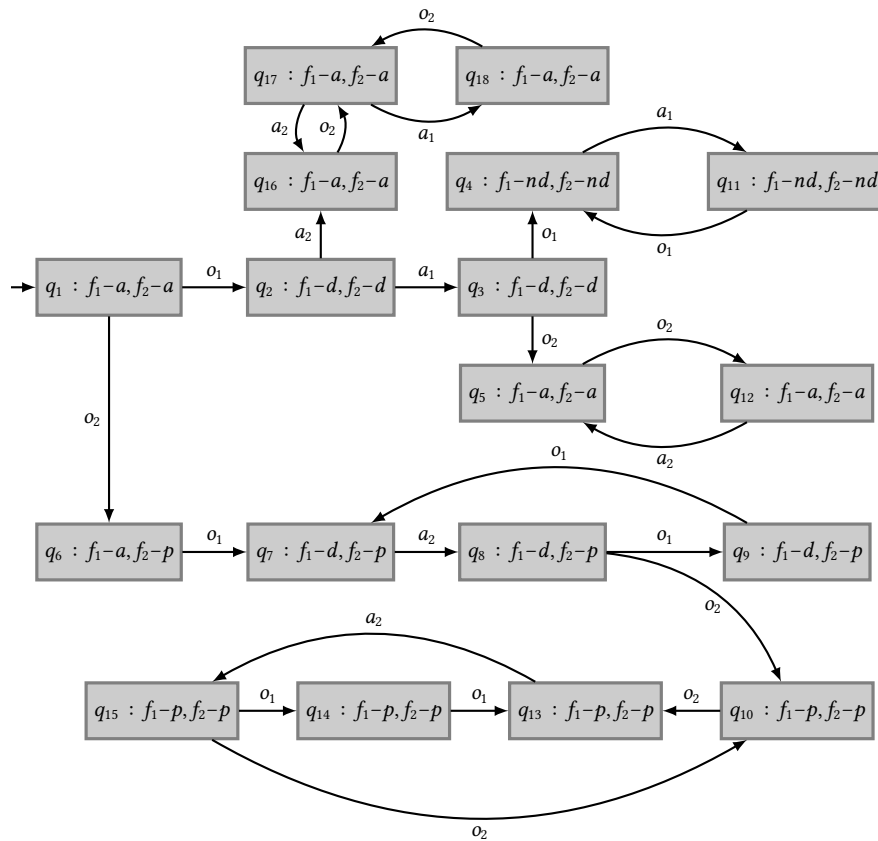 o₂
q₁₇ : f₁−a, f₂−a
q₁₈ : f₁−a, f₂−a
a₂
o₂
a₁
a₁
q₁₆ : f₁−a, f₂−a
q₄ : f₁−nd, f₂−nd
q₁₁ : f₁−nd, f₂−nd
a₂
o₁
o₁
q₁ : f₁−a, f₂−a
o₁
q₂ : f₁−d, f₂−d
a₁
q₃ : f₁−d, f₂−d
o₂
o₂
q₅ : f₁−a, f₂−a
q₁₂ : f₁−a, f₂−a
o₂
a₂
o₁
q₆ : f₁−a, f₂−p
o₁
q₇ : f₁−d, f₂−p
a₂
q₈ : f₁−d, f₂−p
o₁
q₉ : f₁−d, f₂−p
o₂
a₂
q₁₅ : f₁−p, f₂−p
o₁
q₁₄ : f₁−p, f₂−p
o₁
q₁₃ : f₁−p, f₂−p
o₂
q₁₀ : f₁−p, f₂−p
o₂